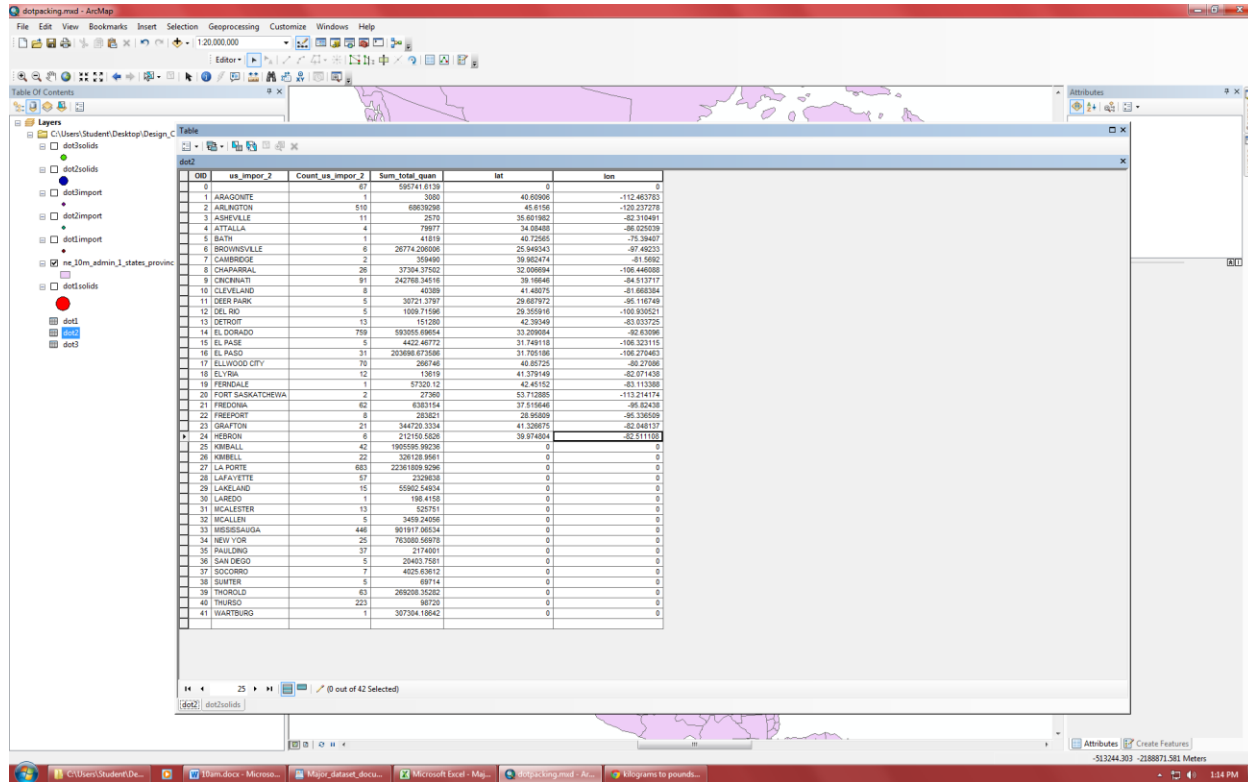 dotpacking.mxd - ArcMap
File Edit View Bookmarks Insert Selection Geoprocessing Customize Windows Help
1:20,000,000
Editor
Table Of Contents
Attributes
Layers
C:\Users\Student\Desktop\Design_C
dot3solids
dot2solids
dot3import
dot2import
dot1import
ne_10m_admin_1_states_provinc
dot1solids
dot1
dot2
dot3
Table
dot2
OID us_impor_2 Count_us_impor_2 Sum_total_quan lat lon
0 67 595741.6139 0 0
1 ARAGONITE 1 3080 40.60906 -112.463783
2 ARLINGTON 510 68639298 45.6156 -120.237278
3 ASHEVILLE 11 2570 35.601982 -82.310491
4 ATTALLA 4 79977 34.08488 -86.025039
5 BATH 1 41819 40.72565 -75.39407
6 BROWNSVILLE 6 26774.206006 25.949343 -97.49233
7 CAMBRIDGE 2 359490 39.982474 -81.5692
8 CHAPARRAL 26 37304.37502 32.006694 -106.446088
9 CINCINNATI 91 242768.34516 39.16646 -84.513717
10 CLEVELAND 8 40389 41.48075 -81.668384
11 DEER PARK 5 30721.3797 29.687972 -95.116749
12 DEL RIO 5 1009.71596 29.355916 -100.930521
13 DETROIT 13 151280 42.39349 -83.033725
14 EL DORADO 759 593055.69654 33.209084 -92.63096
15 EL PASE 5 4422.46772 31.749118 -106.323115
16 EL PASO 31 203698.673586 31.705186 -106.270463
17 ELLWOOD CITY 70 266746 40.85725 -80.27086
18 ELYRIA 12 13619 41.379149 -82.071438
19 FERNDALE 1 57320.12 42.45152 -83.113388
20 FORT SASKATCHEWA 2 27360 53.712885 -113.214174
21 FREDONIA 62 6383154 37.515646 -95.82438
22 FREEPORT 8 283821 28.95809 -95.336509
23 GRAFTON 21 344720.3334 41.326675 -82.048137
24 HEBRON 6 212150.5826 39.974804 -82.511108
25 KIMBALL 42 1905595.99236 0 0
26 KIMBELL 22 326128.9561 0 0
27 LA PORTE 683 22361809.9296 0 0
28 LAFAYETTE 57 2329838 0 0
29 LAKELAND 15 55902.54934 0 0
30 LAREDO 1 198.4158 0 0
31 MCALESTER 13 525751 0 0
32 MCALLEN 5 3459.24056 0 0
33 MISSISSAUGA 446 901917.06534 0 0
34 NEW YOR 25 763080.56978 0 0
35 PAULDING 37 2174001 0 0
36 SAN DIEGO 5 20403.7581 0 0
37 SOCORRO 7 4025.63612 0 0
38 SUMTER 5 69714 0 0
39 THOROLD 63 269208.35282 0 0
40 THURSO 223 98720 0 0
41 WARTBURG 1 307304.18642 0 0
25 (0 out of 42 Selected)
dot2 dot2solids
Attributes Create Features
-513244.303 -2188871.581 Meters
C:\Users\Student\De... 10am.docx - Microso... Major_dataset_docu... Microsoft Excel - Maj... dotpacking.mxd - Ar... kilograms to pounds... 1:14 PM